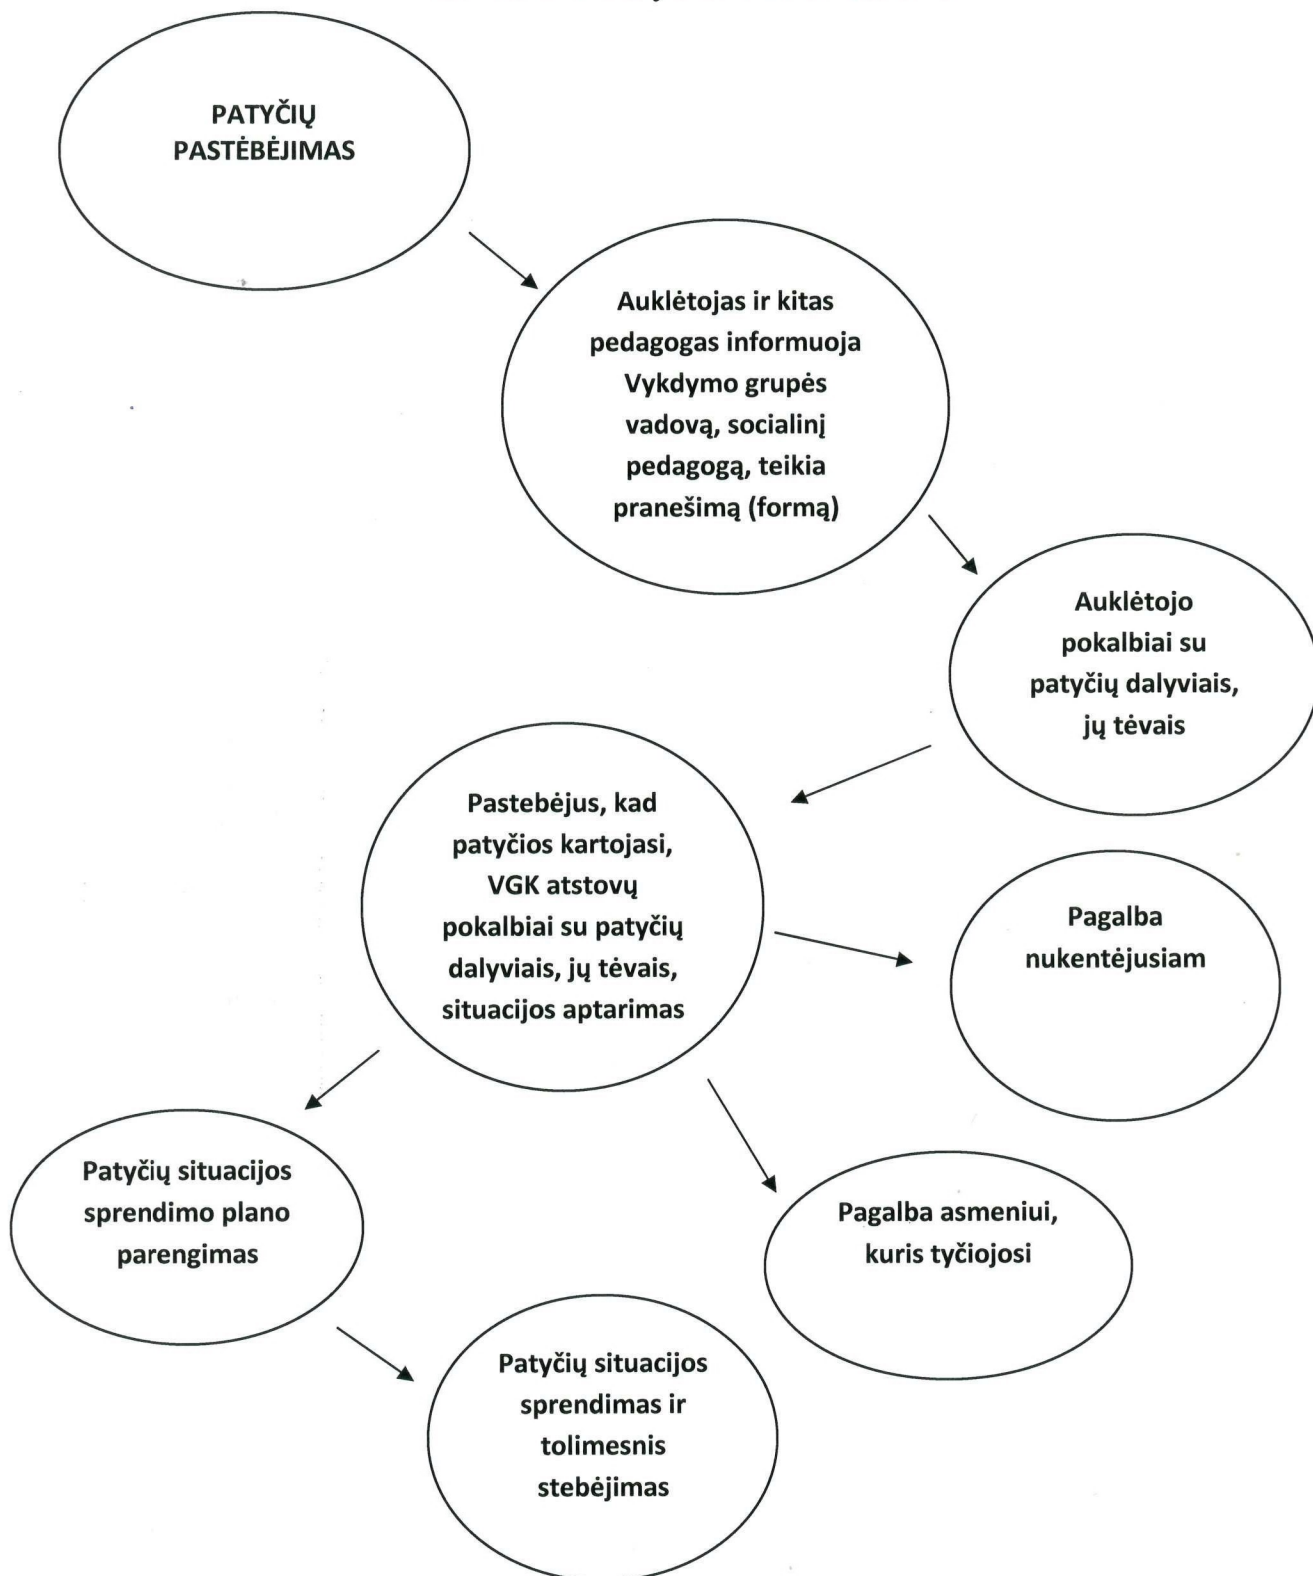 PATYČIŲ
PASTĖBĖJIMAS
Auklėtojas ir kitas
pedagogas informuoja
Vykdymo grupės
vadovą, socialinį
pedagogą, teikia
pranešimą (formą)
Auklėtojo
pokalbiai su
patyčių dalyviais,
jų tėvais
Pastebėjus, kad
patyčios kartojasi,
VGK atstovų
pokalbiai su patyčių
dalyviais, jų tėvais,
situacijos aptarimas
Pagalba
nukentėjusiam
Patyčių situacijos
sprendimo plano
parengimas
Pagalba asmeniui,
kuris tyčiojosi
Patyčių situacijos
sprendimas ir
tolimesnis
stebėjimas